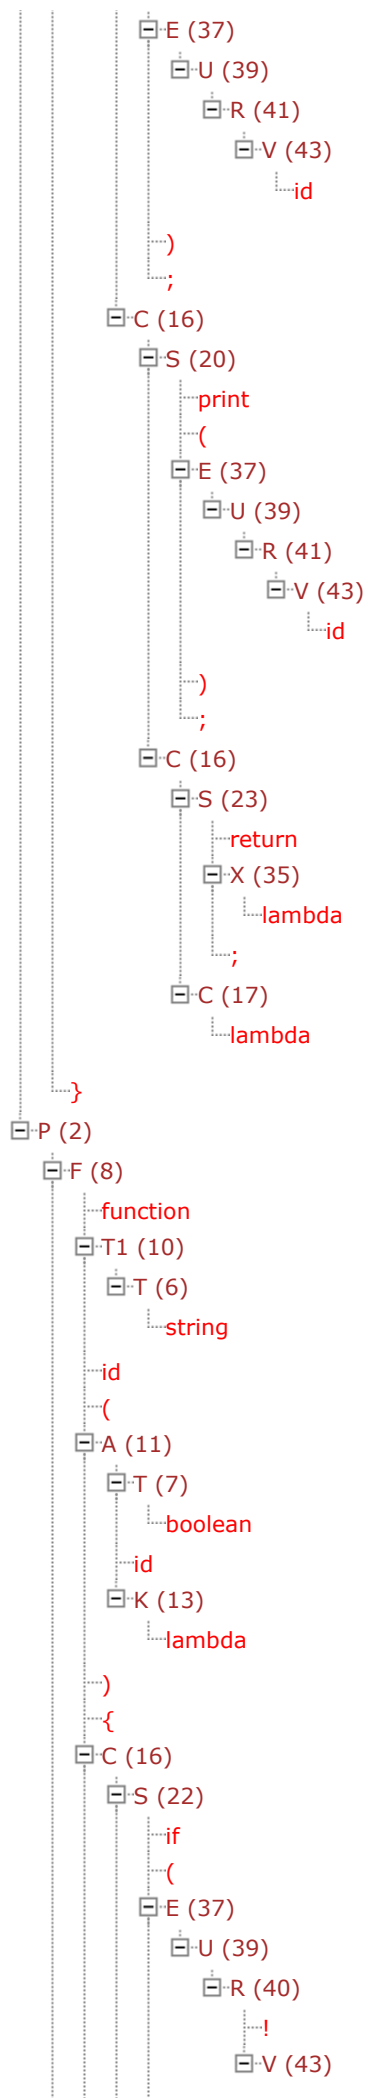 E (37)
U (39)
R (41)
V (43)
id
)
;
C (16)
S (20)
print
(
E (37)
U (39)
R (41)
V (43)
id
)
;
C (16)
S (23)
return
X (35)
lambda
;
C (17)
lambda
}
P (2)
F (8)
function
T1 (10)
T (6)
string
id
(
A (11)
T (7)
boolean
id
K (13)
lambda
)
{
C (16)
S (22)
if
(
E (37)
U (39)
R (40)
!
V (43)